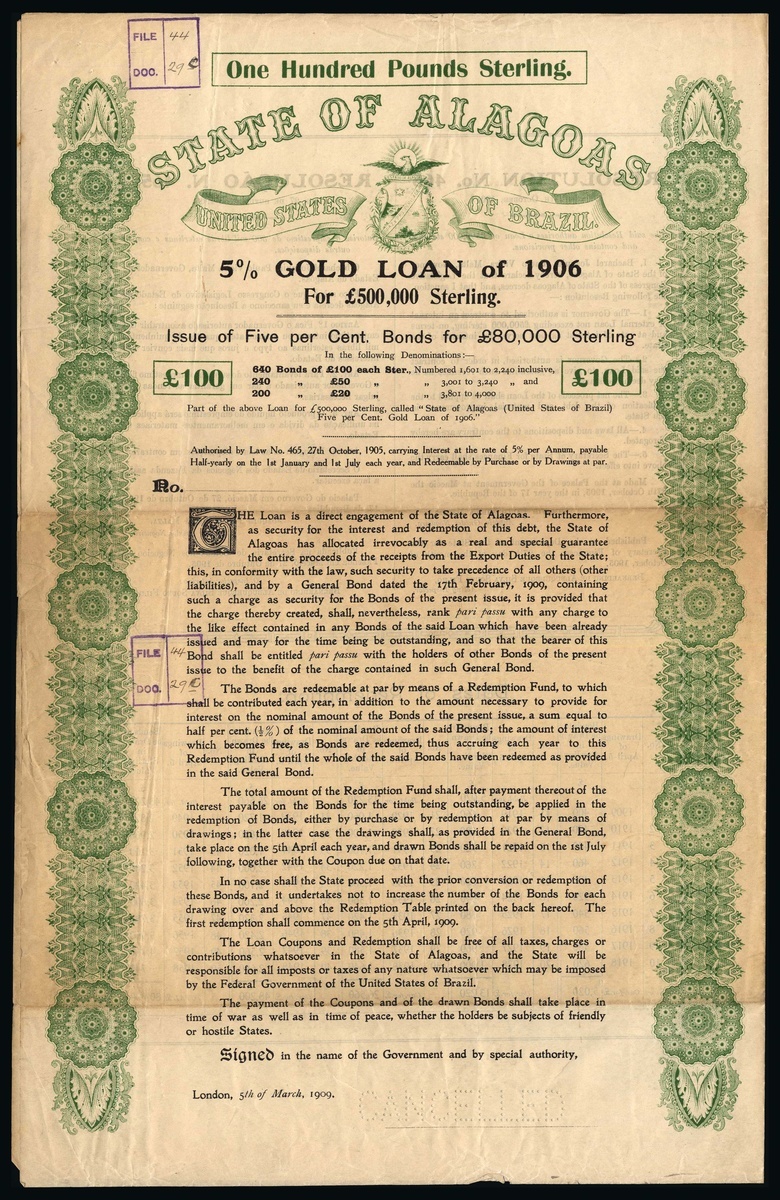 FILE 44
DOC. 29
One Hundred Pounds Sterling.
STATE OF ALAGOAS
UNITED STATES OF BRAZIL.
5% GOLD LOAN of 1906
For £500,000 Sterling.
Issue of Five per Cent. Bonds for £80,000 Sterling
In the following Denominations:—
£100
640 Bonds of £100 each Ster., Numbered 1,601 to 2,240 inclusive,
240 „ £50 „ „ 3,001 to 3,240 „ and
200 „ £20 „ „ 3,801 to 4,000
£100
Part of the above Loan for £500,000 Sterling, called "State of Alagoas (United States of Brazil)
Five per Cent. Gold Loan of 1906."
Authorised by Law No. 465, 27th October, 1905, carrying Interest at the rate of 5% per Annum, payable
Half-yearly on the 1st January and 1st July each year, and Redeemable by Purchase or by Drawings at par.
No.
THE Loan is a direct engagement of the State of Alagoas. Furthermore,
as security for the interest and redemption of this debt, the State of
Alagoas has allocated irrevocably as a real and special guarantee
the entire proceeds of the receipts from the Export Duties of the State;
this, in conformity with the law, such security to take precedence of all others (other
liabilities), and by a General Bond dated the 17th February, 1909, containing
such a charge as security for the Bonds of the present issue, it is provided that
the charge thereby created, shall, nevertheless, rank pari passu with any charge to
the like effect contained in any Bonds of the said Loan which have been already
issued and may for the time being be outstanding, and so that the bearer of this
Bond shall be entitled pari passu with the holders of other Bonds of the present
issue to the benefit of the charge contained in such General Bond.
FILE 44
DOC. 29
The Bonds are redeemable at par by means of a Redemption Fund, to which
shall be contributed each year, in addition to the amount necessary to provide for
interest on the nominal amount of the Bonds of the present issue, a sum equal to
half per cent. (½%) of the nominal amount of the said Bonds; the amount of interest
which becomes free, as Bonds are redeemed, thus accruing each year to this
Redemption Fund until the whole of the said Bonds have been redeemed as provided
in the said General Bond.
The total amount of the Redemption Fund shall, after payment thereout of the
interest payable on the Bonds for the time being outstanding, be applied in the
redemption of Bonds, either by purchase or by redemption at par by means of
drawings; in the latter case the drawings shall, as provided in the General Bond,
take place on the 5th April each year, and drawn Bonds shall be repaid on the 1st July
following, together with the Coupon due on that date.
In no case shall the State proceed with the prior conversion or redemption of
these Bonds, and it undertakes not to increase the number of the Bonds for each
drawing over and above the Redemption Table printed on the back hereof. The
first redemption shall commence on the 5th April, 1909.
The Loan Coupons and Redemption shall be free of all taxes, charges or
contributions whatsoever in the State of Alagoas, and the State will be
responsible for all imposts or taxes of any nature whatsoever which may be imposed
by the Federal Government of the United States of Brazil.
The payment of the Coupons and of the drawn Bonds shall take place in
time of war as well as in time of peace, whether the holders be subjects of friendly
or hostile States.
Signed in the name of the Government and by special authority,
London, 5th of March, 1909.
CANCELLED